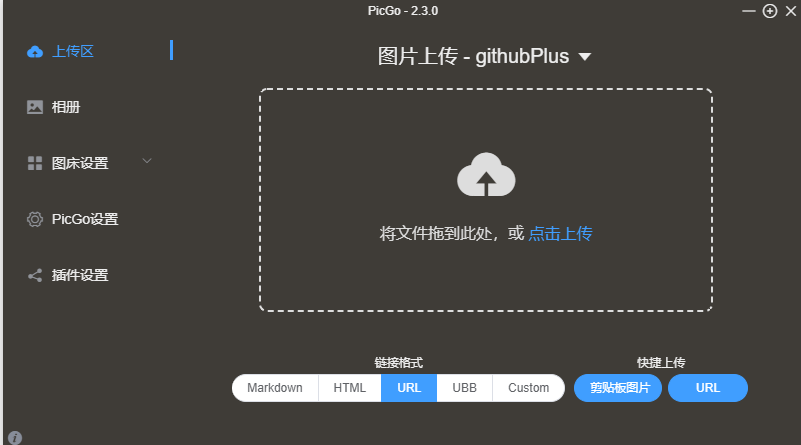 PicGo - 2.3.0
上传区
相册
图床设置
PicGo设置
插件设置
图片上传 - githubPlus
将文件拖到此处，或 点击上传
链接格式
Markdown HTML URL UBB Custom
快捷上传
剪贴板图片 URL